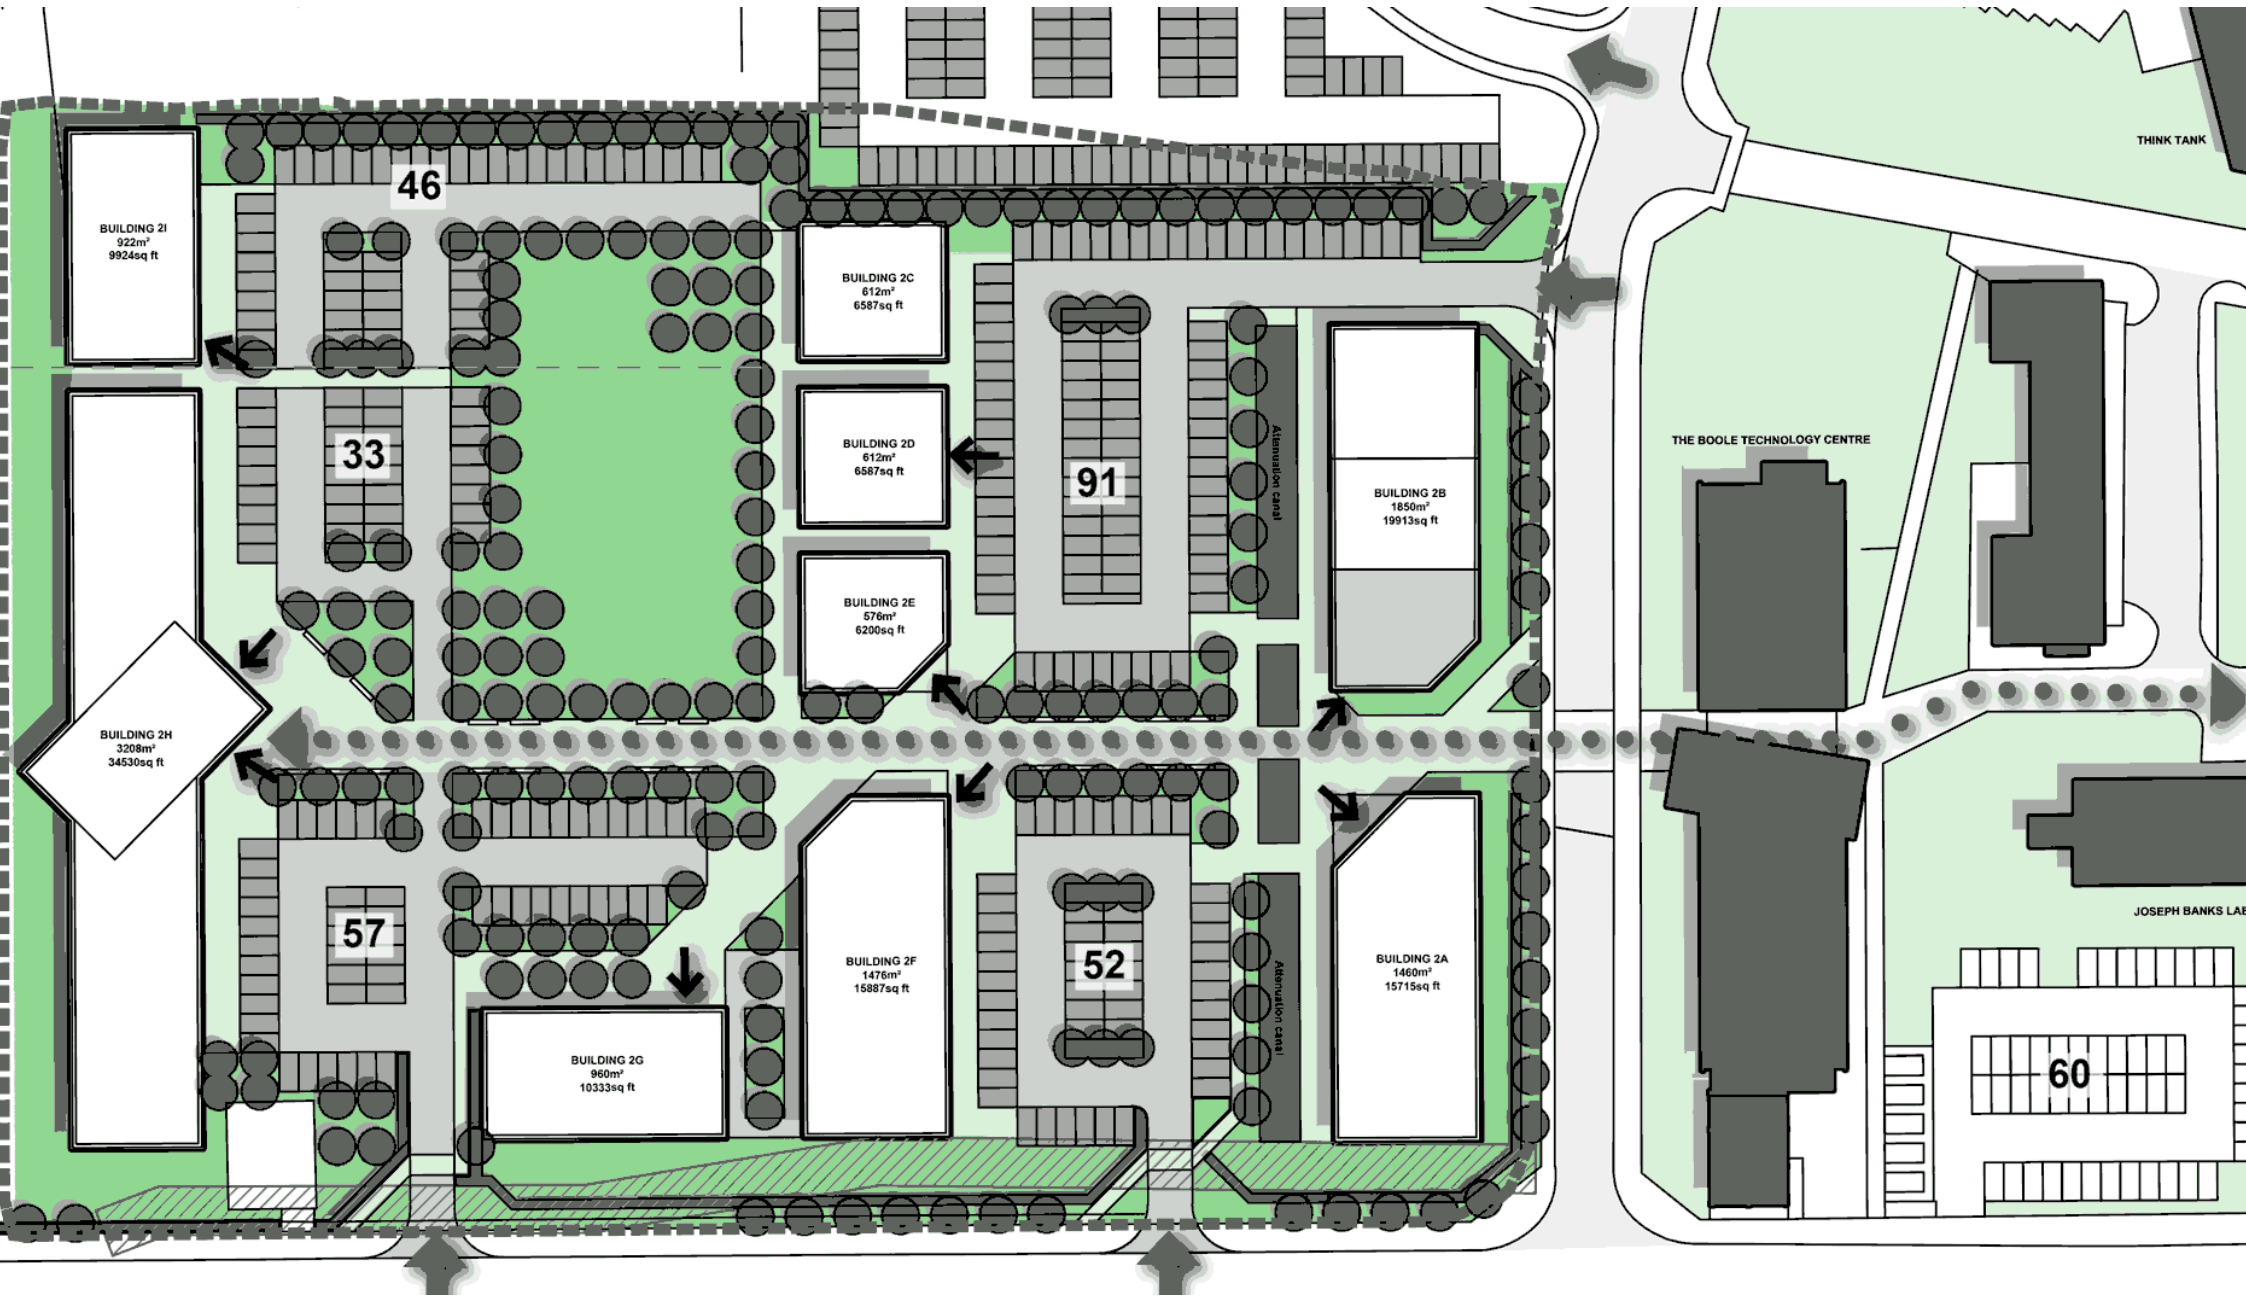 THINK TANK
46
BUILDING 2I
922m²
9924sq ft
BUILDING 2C
612m²
6587sq ft
33
BUILDING 2D
612m²
6587sq ft
91
Attenuation canal
BUILDING 2B
1850m²
19913sq ft
THE BOOLE TECHNOLOGY CENTRE
BUILDING 2E
576m²
6200sq ft
BUILDING 2H
3208m²
34530sq ft
57
BUILDING 2F
1476m²
15887sq ft
52
Attenuation canal
BUILDING 2A
1460m²
15715sq ft
JOSEPH BANKS LAB
BUILDING 2G
960m²
10333sq ft
60